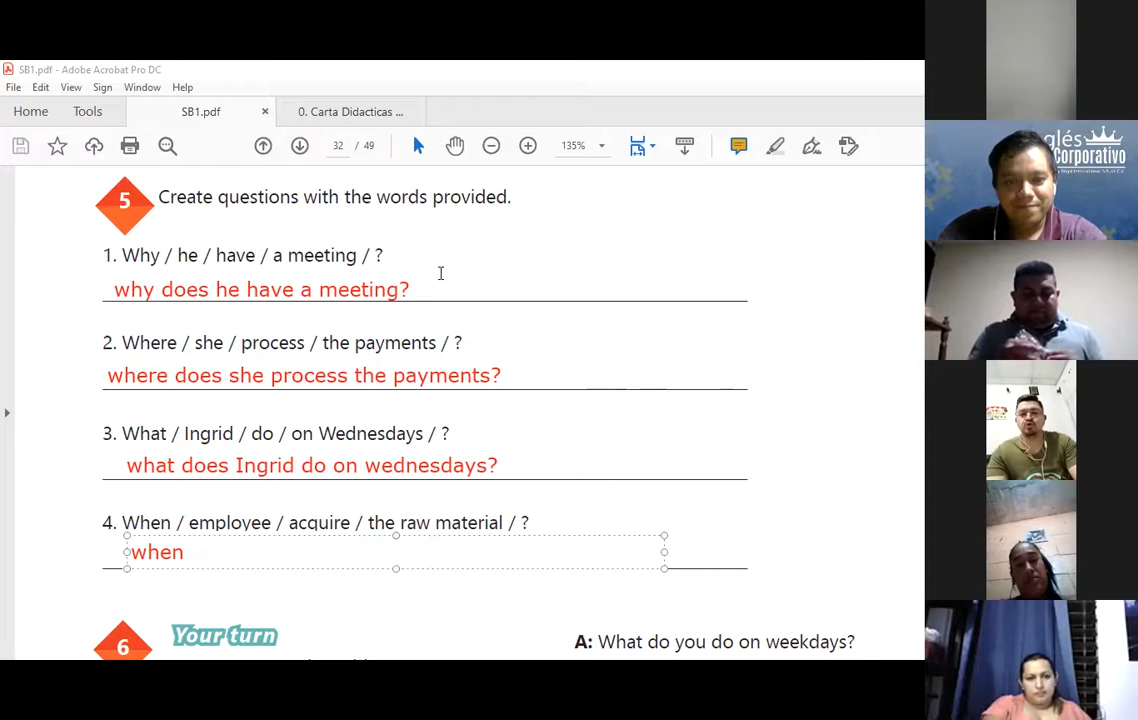 SB1.pdf - Adobe Acrobat Pro DC
File Edit View Sign Window Help
Home Tools SB1.pdf × 0. Carta Didacticas ...
32 / 49 135%
5 Create questions with the words provided.
1. Why / he / have / a meeting / ?
why does he have a meeting?
2. Where / she / process / the payments / ?
where does she process the payments?
3. What / Ingrid / do / on Wednesdays / ?
what does Ingrid do on wednesdays?
4. When / employee / acquire / the raw material / ?
when
6 Your turn
A: What do you do on weekdays?
glés
corporativo